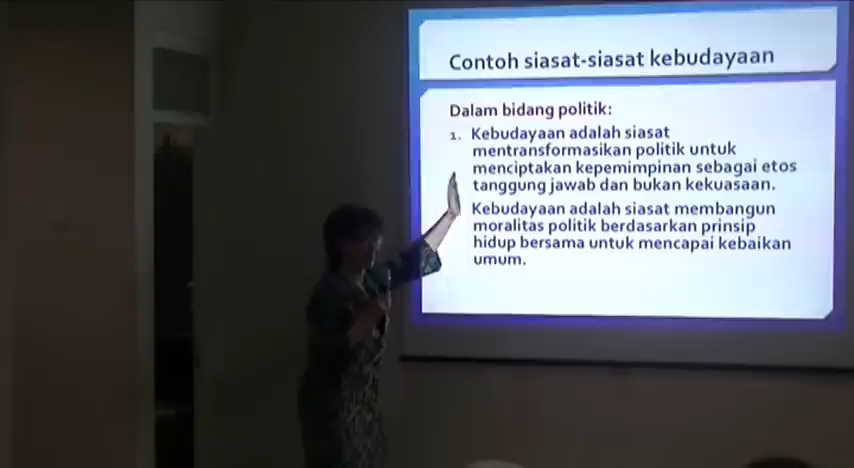 Contoh siasat-siasat kebudayaan
Dalam bidang politik:
1. Kebudayaan adalah siasat
mentransformasikan politik untuk
menciptakan kepemimpinan sebagai etos
tanggung jawab dan bukan kekuasaan.
Kebudayaan adalah siasat membangun
moralitas politik berdasarkan prinsip
hidup bersama untuk mencapai kebaikan
umum.